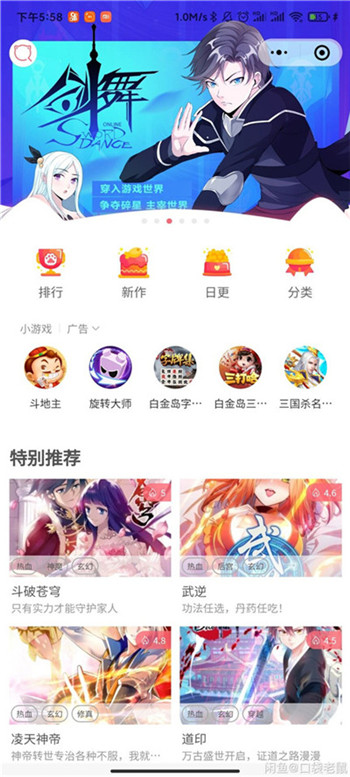 下午5:58
1.0M/s
剑舞
ONLINE
SWORD
DANCE
穿入游戏世界
争夺碎星 主宰世界
排行
新作
日更
分类
小游戏
广告
字牌集
三打哈
斗地主
旋转大师
白金岛字…
白金岛三…
三国杀名…
特别推荐
5
4.6
热血
神魔
玄幻
热血
后宫
玄幻
斗破苍穹
武逆
只有实力才能守护家人
功法任选，丹药任吃！
4.8
4.5
热血
玄幻
修真
热血
玄幻
穿越
凌天神帝
道印
神帝转世专治各种不服，我就…
万古盛世开启，证道之路漫漫
闲鱼@口袋老鼠